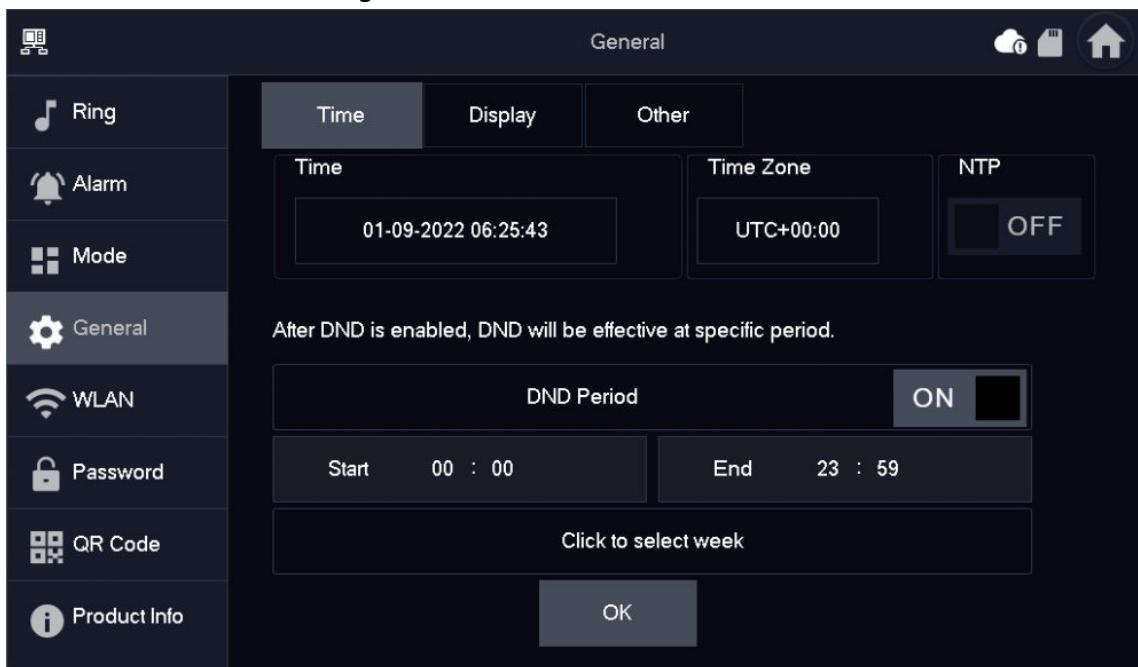 General
Ring
Alarm
Mode
General
WLAN
Password
QR Code
Product Info
Time Display Other
Time Time Zone NTP
01-09-2022 06:25:43 UTC+00:00 OFF
After DND is enabled, DND will be effective at specific period.
DND Period ON
Start 00 : 00 End 23 : 59
Click to select week
OK